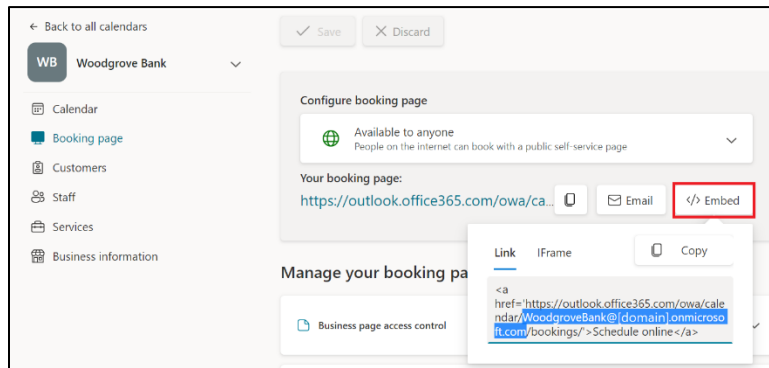 ← Back to all calendars
WB Woodgrove Bank
Calendar
Booking page
Customers
Staff
Services
Business information
Save Discard
Configure booking page
Available to anyone
People on the internet can book with a public self-service page
Your booking page:
https://outlook.office365.com/owa/ca... Email </> Embed
Manage your booking pa
Business page access control
Link IFrame Copy
<a
href='https://outlook.office365.com/owa/cale
ndar/WoodgroveBank@[domain].onmicroso
ft.com/bookings/'>Schedule online</a>